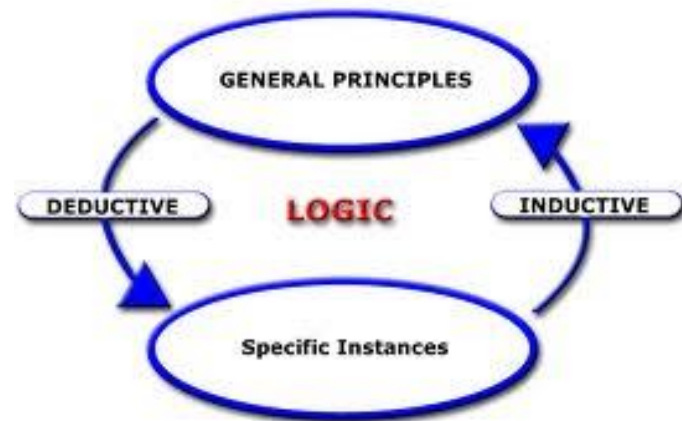 GENERAL PRINCIPLES
DEDUCTIVE
LOGIC
INDUCTIVE
Specific Instances